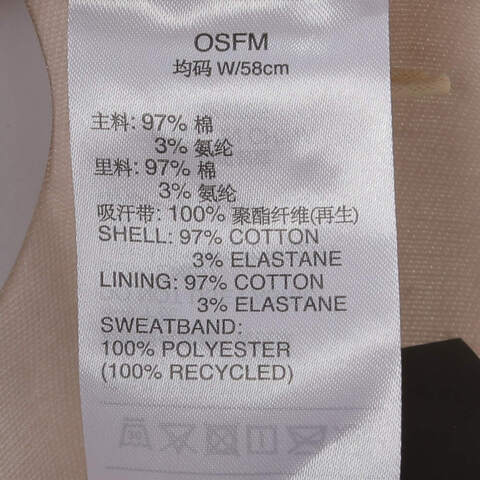 OSFM
均码 W/58cm
主料: 97% 棉
3% 氨纶
里料: 97% 棉
3% 氨纶
吸汗带: 100% 聚酯纤维(再生)
SHELL: 97% COTTON
3% ELASTANE
LINING: 97% COTTON
3% ELASTANE
SWEATBAND:
100% POLYESTER
(100% RECYCLED)